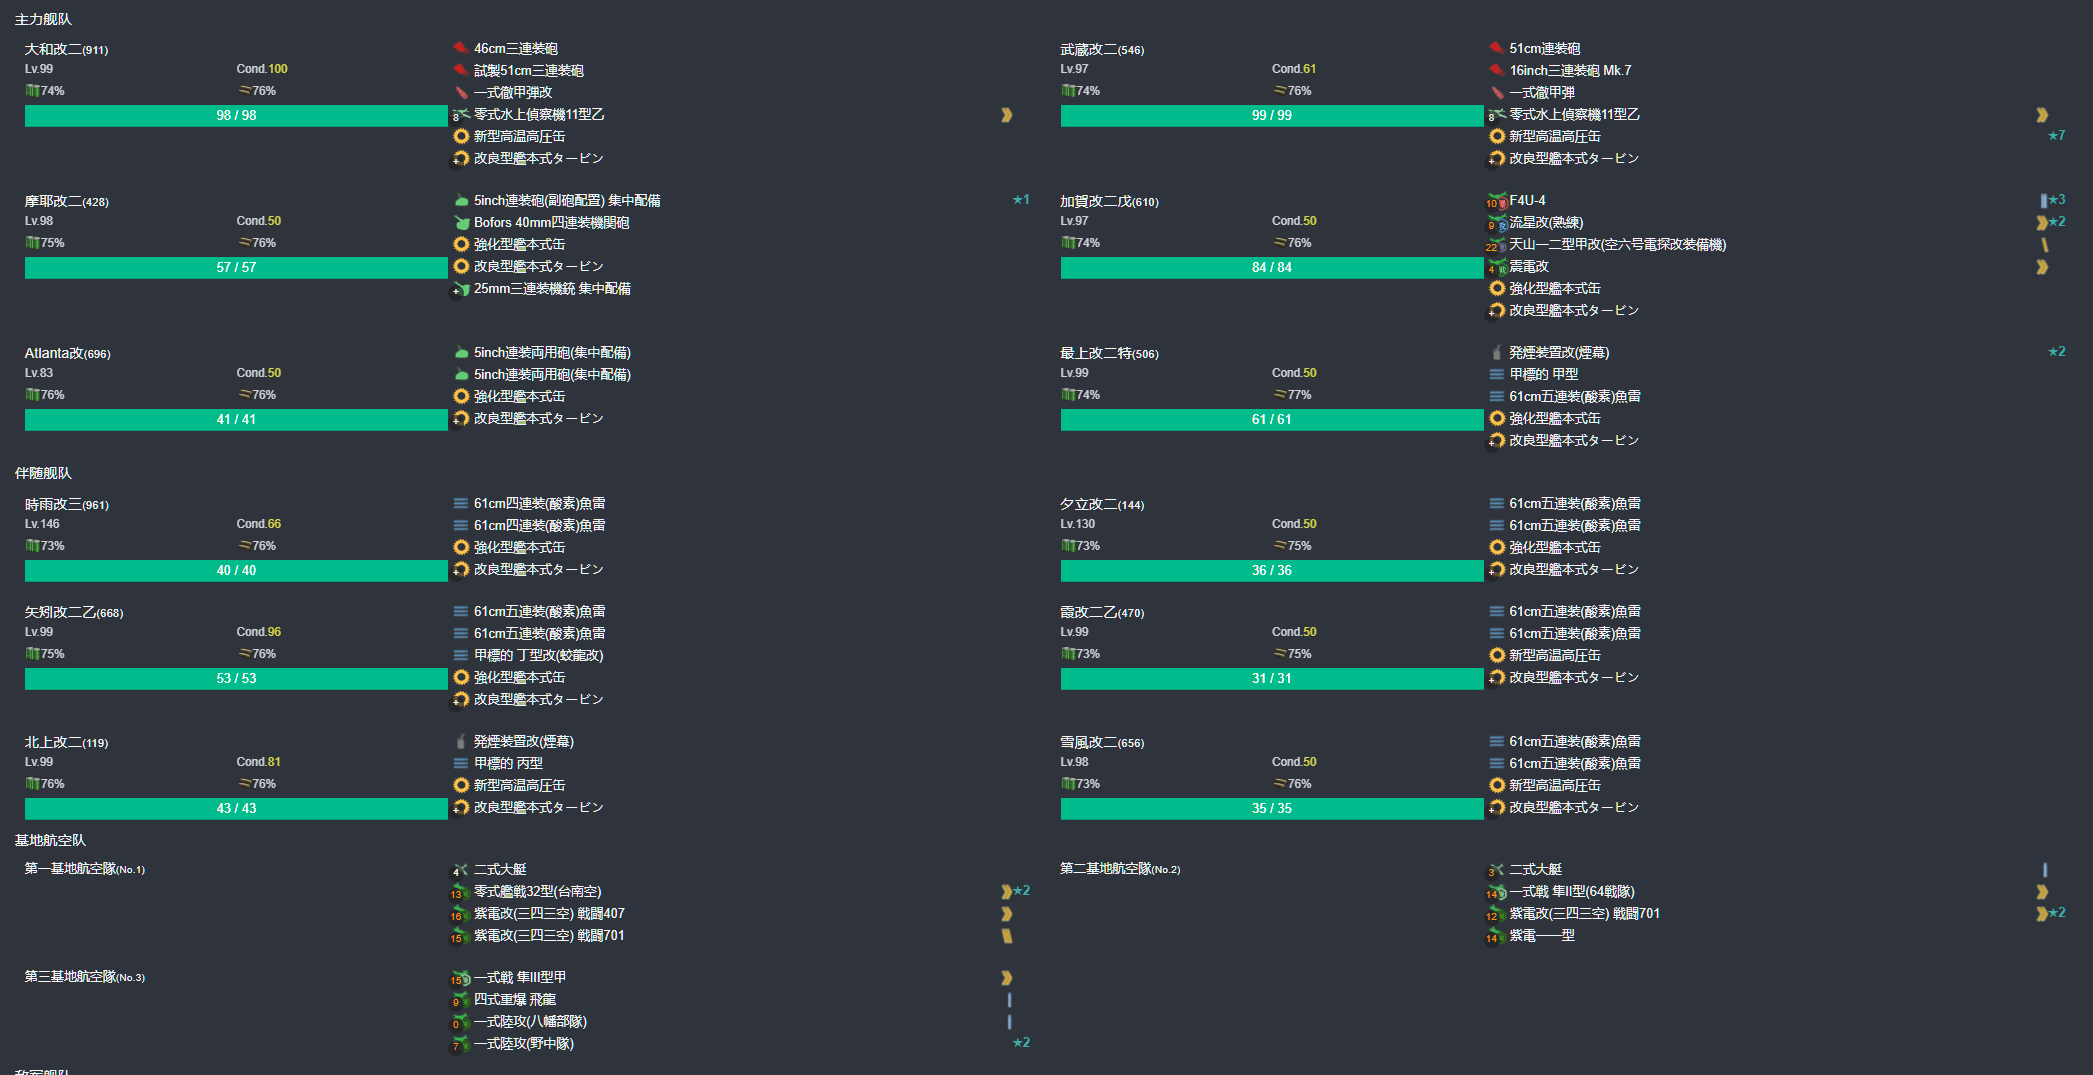 主力舰队
大和改二(911)
Lv.99 Cond.100
74% 76%
98 / 98
46cm三連装砲
試製51cm三連装砲
一式徹甲弾改
8 零式水上偵察機11型乙
新型高温高圧缶
+ 改良型艦本式タービン
武蔵改二(546)
Lv.97 Cond.61
74% 76%
99 / 99
51cm連装砲
16inch三連装砲 Mk.7
一式徹甲弾
8 零式水上偵察機11型乙
新型高温高圧缶 ★7
+ 改良型艦本式タービン
摩耶改二(428)
Lv.98 Cond.50
75% 76%
57 / 57
5inch連装砲(副砲配置) 集中配備 ★1
Bofors 40mm四連装機関砲
強化型艦本式缶
改良型艦本式タービン
+ 25mm三連装機銃 集中配備
加賀改二戊(610)
Lv.97 Cond.50
74% 76%
84 / 84
10 F4U-4 ★3
9 流星改(熟練) ★2
22 天山一二型甲改(空六号電探改装備機)
4 震電改
強化型艦本式缶
+ 改良型艦本式タービン
Atlanta改(696)
Lv.83 Cond.50
76% 76%
41 / 41
5inch連装両用砲(集中配備)
5inch連装両用砲(集中配備)
強化型艦本式缶
+ 改良型艦本式タービン
最上改二特(506)
Lv.99 Cond.50
74% 77%
61 / 61
発煙装置改(煙幕) ★2
甲標的 甲型
61cm五連装(酸素)魚雷
強化型艦本式缶
+ 改良型艦本式タービン
伴随舰队
時雨改三(961)
Lv.146 Cond.66
73% 76%
40 / 40
61cm四連装(酸素)魚雷
61cm四連装(酸素)魚雷
強化型艦本式缶
+ 改良型艦本式タービン
夕立改二(144)
Lv.130 Cond.50
73% 75%
36 / 36
61cm五連装(酸素)魚雷
61cm五連装(酸素)魚雷
強化型艦本式缶
+ 改良型艦本式タービン
矢矧改二乙(668)
Lv.99 Cond.96
75% 76%
53 / 53
61cm五連装(酸素)魚雷
61cm五連装(酸素)魚雷
甲標的 丁型改(蛟龍改)
強化型艦本式缶
+ 改良型艦本式タービン
霞改二乙(470)
Lv.99 Cond.50
73% 75%
31 / 31
61cm五連装(酸素)魚雷
61cm五連装(酸素)魚雷
新型高温高圧缶
+ 改良型艦本式タービン
北上改二(119)
Lv.99 Cond.81
76% 76%
43 / 43
発煙装置改(煙幕)
甲標的 丙型
新型高温高圧缶
+ 改良型艦本式タービン
雪風改二(656)
Lv.98 Cond.50
73% 76%
35 / 35
61cm五連装(酸素)魚雷
61cm五連装(酸素)魚雷
新型高温高圧缶
+ 改良型艦本式タービン
基地航空队
第一基地航空隊(No.1)
4 二式大艇
13 零式艦戦32型(台南空) ★2
16 紫電改(三四三空) 戦闘407
15 紫電改(三四三空) 戦闘701
第二基地航空隊(No.2)
3 二式大艇
14 一式戦 隼II型(64戦隊)
12 紫電改(三四三空) 戦闘701 ★2
14 紫電一一型
第三基地航空隊(No.3)
15 一式戦 隼III型甲
9 四式重爆 飛龍
0 一式陸攻(八幡部隊)
7 一式陸攻(野中隊) ★2